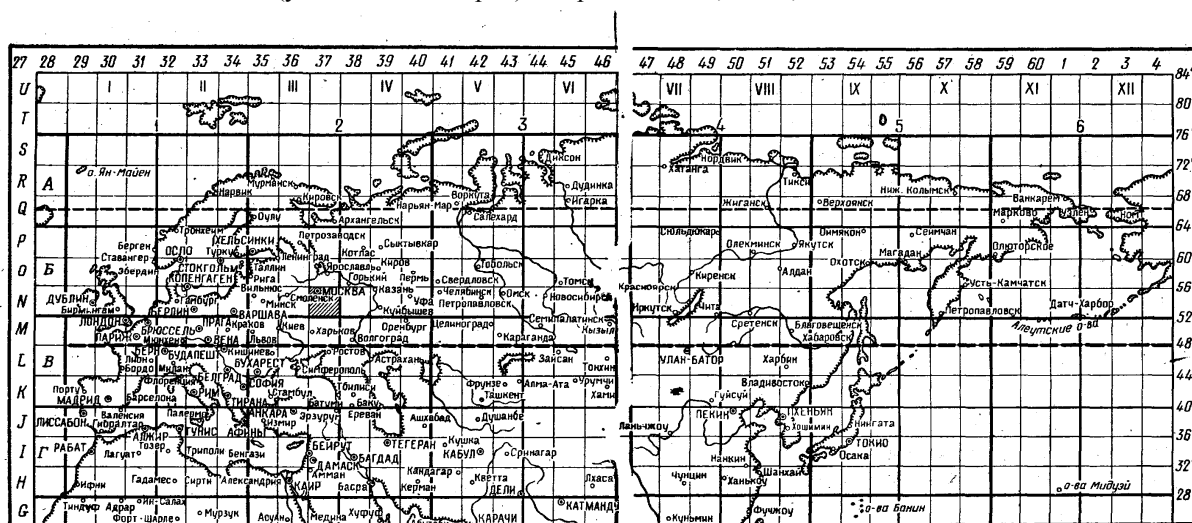 27 28 29 30 31 32 33 34 35 36 37 38 39 40 41 42 43 44 45 46 47 48 49 50 51 52 53 54 55 56 57 58 59 60 1 2 3 4
U I II III IV V VI VII VIII IX X XI XII 84°
T 80°
1 2 3 4 5 6 76°
S Диксон Хатанга Нордвик 72°
R А о. Ян-Майен Нарвик Мурманск Кировск Воркута Дудинка Игарка Тикси Ниж. Колымск Ванкарем 68°
Q Оулу Архангельск Нарьян-Мар Салехард Жиганск Верхоянск Марково Уэлен Ном 64°
P Тронхейм Берген Ставангер ОСЛО ХЕЛЬСИНКИ Турку Петрозаводск Ленинград Котлас Сыктывкар Сюльдюкар Олекминск Якутск Оймякон Сеймчан Магадан Олюторское 60°
O Б Эберди СТОКГОЛЬМ КОПЕНГАГЕН Таллин Рига Вильнюс Ярославль Горький Киров Казань Пермь Свердловск Тобольск Томск Красноярск Киренск Алдан Охотск Усть-Камчатск 56°
N ДУБЛИН Бирмингам Гамбург БЕРЛИН ВАРШАВА Минск Смоленск МОСКВА Куйбышев Уфа Челябинск Петропавловск Омск Новосибирск Иркутск Чита Петропавловск Датч-Харбор 52°
M ЛОНДОН ПАРИЖ БРЮССЕЛЬ Мюнхен ПРАГА Краков ВЕНА Львов Киев Харьков Волгоград Оренбург Целиноград Караганда Семипалатинск Кызыл Сретенск Благовещенск Хабаровск Алеутские о-ва 48°
L В БЕРН Лион Бордо Милан БУДАПЕШТ Кишинев БУХАРЕСТ Ростов Симферополь Астрахань Зайсан Тонхин УЛАН-БАТОР Харбин 44°
K Порту МАДРИД Барселона Флоренция РИМ БЕЛГРАД СОФИЯ ТИРАНА Стамбул Батуми Тбилиси Баку Фрунзе Алма-Ата Ташкент Урумчи Хами Гуйсуй Владивосток 40°
J ЛИССАБОН Валенсия Гибралтар Палермо АФИНЫ АНКАРА Измир Эрзурум Ереван Ашхабад Душанбе Ланьчжоу ПЕКИН ПХЕНЬЯН Хошимин Ниигата 36°
I Г РАБАТ АЛЖИР Лагуат Тозер ТУНИС Триполи Бенгази БЕЙРУТ ДАМАСК БАГДАД ТЕГЕРАН Кушка КАБУЛ Сринагар Нанкин Шанхай Осака ТОКИО 32°
H Ифни Гадамес Сирти Александрия КАИР Амман Басра Керман Кандагар Кветта ДЕЛИ Лхаса Чунцин Ханькоу о-ва Мидуэй 28°
G Тиндуф Адрар Ин-Салах Форт-Шарле Мурзук Асуан Медина Хуфуф КАРАЧИ КАТМАНДУ Куньмин Фучжоу о-ва Банин